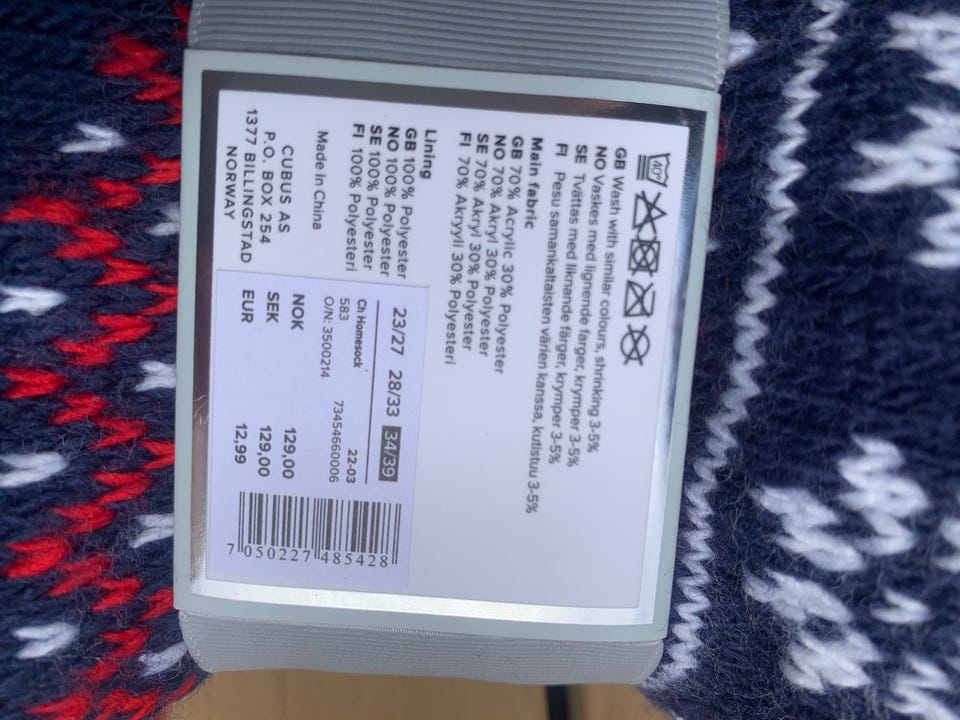 40°
GB Wash with similar colours, shrinking 3-5%
NO Vaskes med lignende farger, krymper 3-5%
SE Tvättas med liknande färger, krymper 3-5%
FI Pesu samankaltaisten värien kanssa, kutistuu 3-5%
Main fabric
GB 70% Acrylic 30% Polyester
NO 70% Akryl 30% Polyester
SE 70% Akryl 30% Polyester
FI 70% Akryyli 30% Polyesteri
Lining
GB 100% Polyester
NO 100% Polyester
SE 100% Polyester
FI 100% Polyesteri
Made In China
CUBUS AS
P.O. BOX 254
1377 BILLINGSTAD
NORWAY
23/27 28/33 34/39
Ch Homesock 22-03
583 73454660006
O/N: 3500214
NOK 129,00
SEK 129,00
EUR 12,99
7 050227 485428